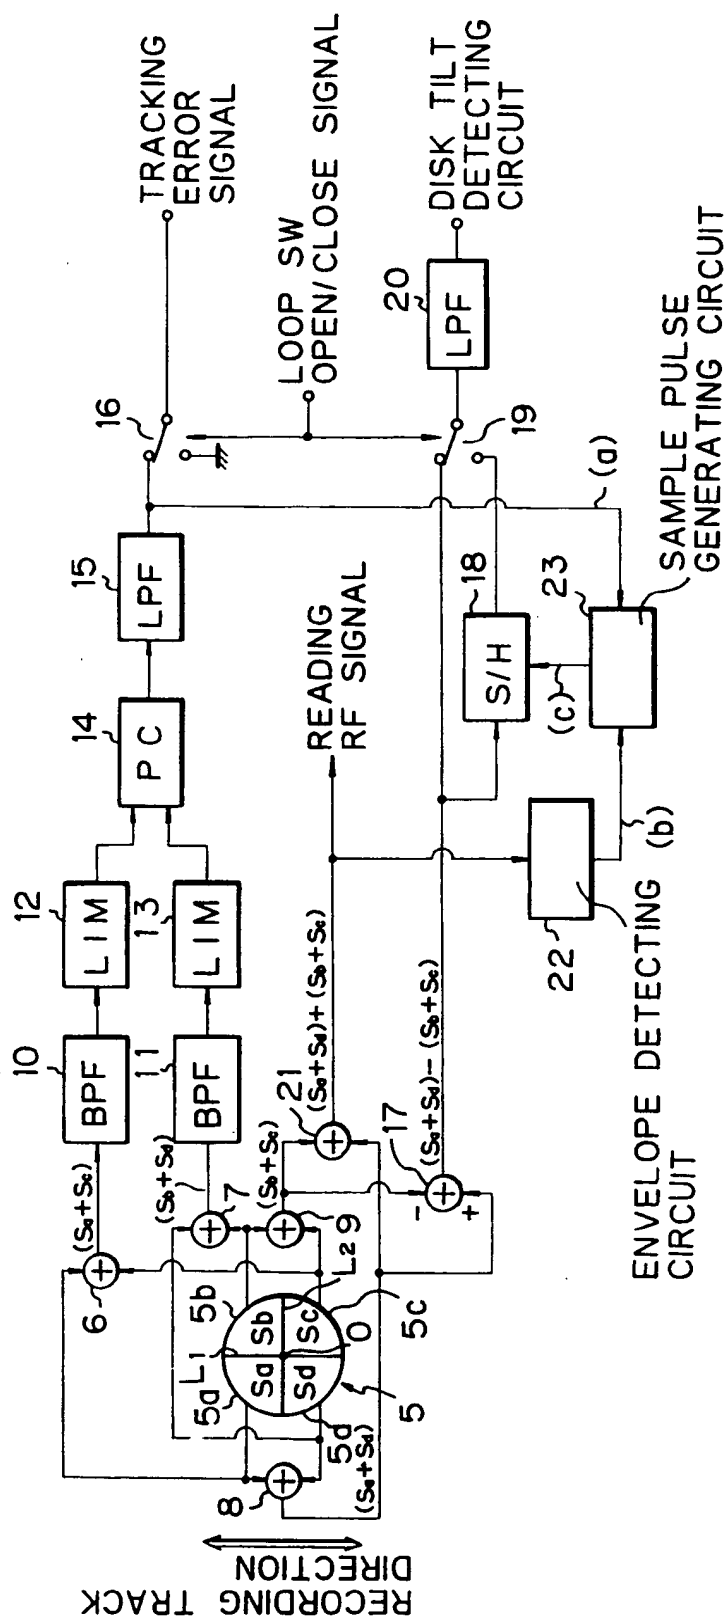 RECORDING TRACK
DIRECTION
8
(Sa+Sd)
5a
L1
5b
Sa
Sb
Sd
Sc
5d
5c
O
L2
5
6
(Sa+Sc)
7
(Sb+Sd)
9
(Sb+Sc)
10
BPF
11
BPF
12
LIM
13
LIM
14
PC
15
LPF
16
TRACKING
ERROR
SIGNAL
LOOP SW
OPEN/CLOSE SIGNAL
21
(Sa+Sd)+(Sb+Sc)
READING
RF SIGNAL
17
-
+
(Sa+Sd)-(Sb+Sc)
18
S/H
19
20
LPF
DISK TILT
DETECTING
CIRCUIT
(a)
(c)
(b)
22
ENVELOPE DETECTING
CIRCUIT
23
SAMPLE PULSE
GENERATING CIRCUIT